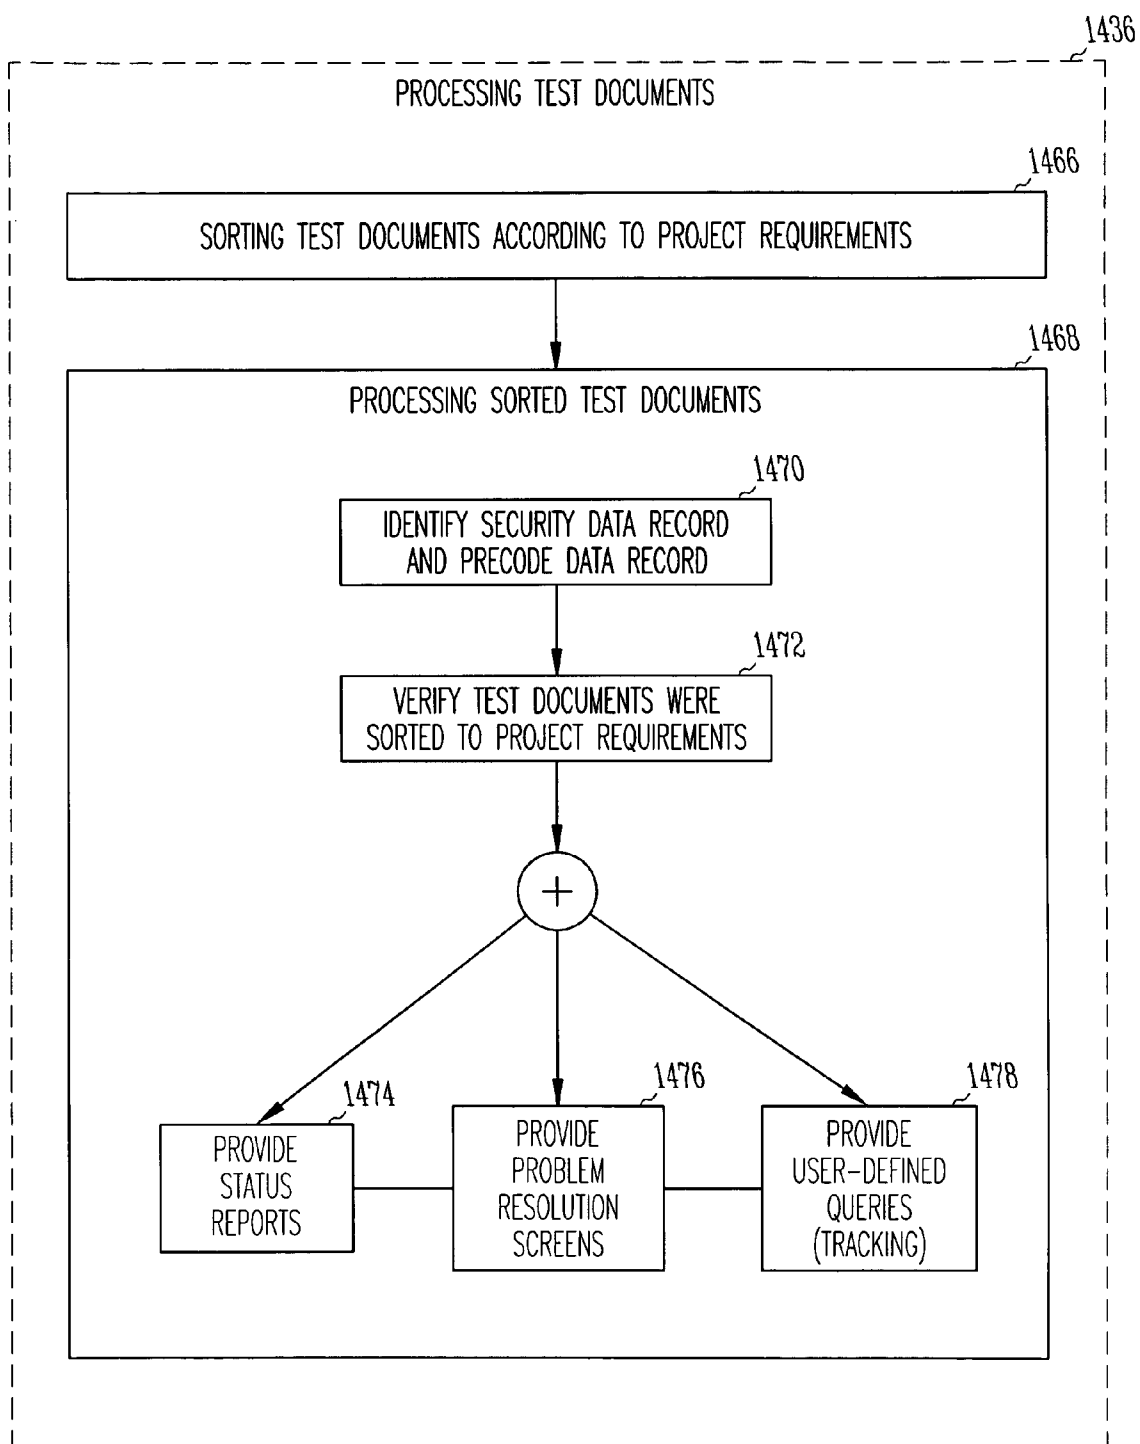 1436
PROCESSING TEST DOCUMENTS
1466
SORTING TEST DOCUMENTS ACCORDING TO PROJECT REQUIREMENTS
1468
PROCESSING SORTED TEST DOCUMENTS
1470
IDENTIFY SECURITY DATA RECORD
AND PRECODE DATA RECORD
1472
VERIFY TEST DOCUMENTS WERE
SORTED TO PROJECT REQUIREMENTS
+
1474
PROVIDE
STATUS
REPORTS
1476
PROVIDE
PROBLEM
RESOLUTION
SCREENS
1478
PROVIDE
USER-DEFINED
QUERIES
(TRACKING)